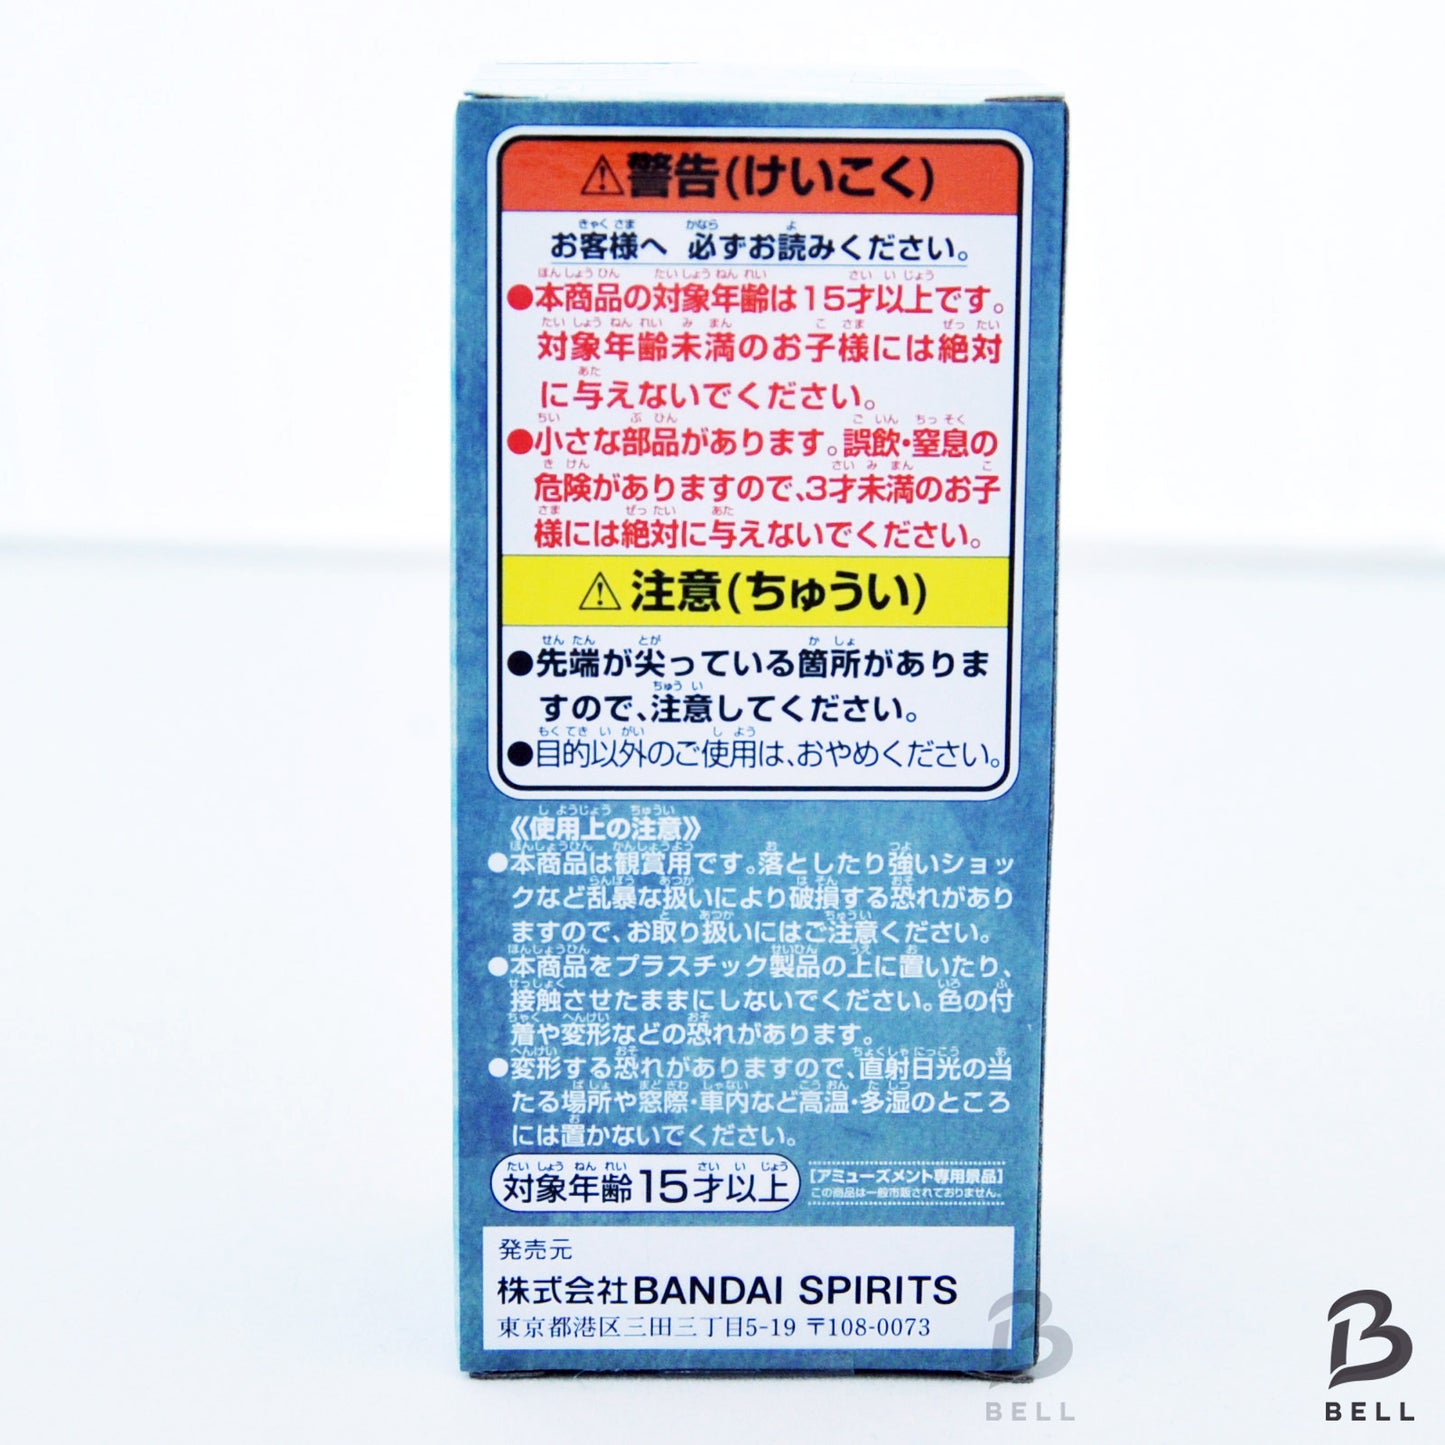 ⚠警告(けいこく)
お客様へ 必ずお読みください。
●本商品の対象年齢は15才以上です。
対象年齢未満のお子様には絶対
に与えないでください。
●小さな部品があります。誤飲・窒息の
危険がありますので、3才未満のお子
様には絶対に与えないでください。
⚠注意(ちゅうい)
●先端が尖っている箇所がありま
すので、注意してください。
●目的以外のご使用は、おやめください。
《使用上の注意》
●本商品は観賞用です。落としたり強いショッ
クなど乱暴な扱いにより破損する恐れがあり
ますので、お取り扱いにはご注意ください。
●本商品をプラスチック製品の上に置いたり、
接触させたままにしないでください。色の付
着や変形などの恐れがあります。
●変形する恐れがありますので、直射日光の当
たる場所や窓際・車内など高温・多湿のところ
には置かないでください。
対象年齢15才以上
[アミューズメント専用景品]
この商品は一般市販されておりません。
発売元
株式会社BANDAI SPIRITS
東京都港区三田三丁目5-19 〒108-0073
B
BELL
B
BELL